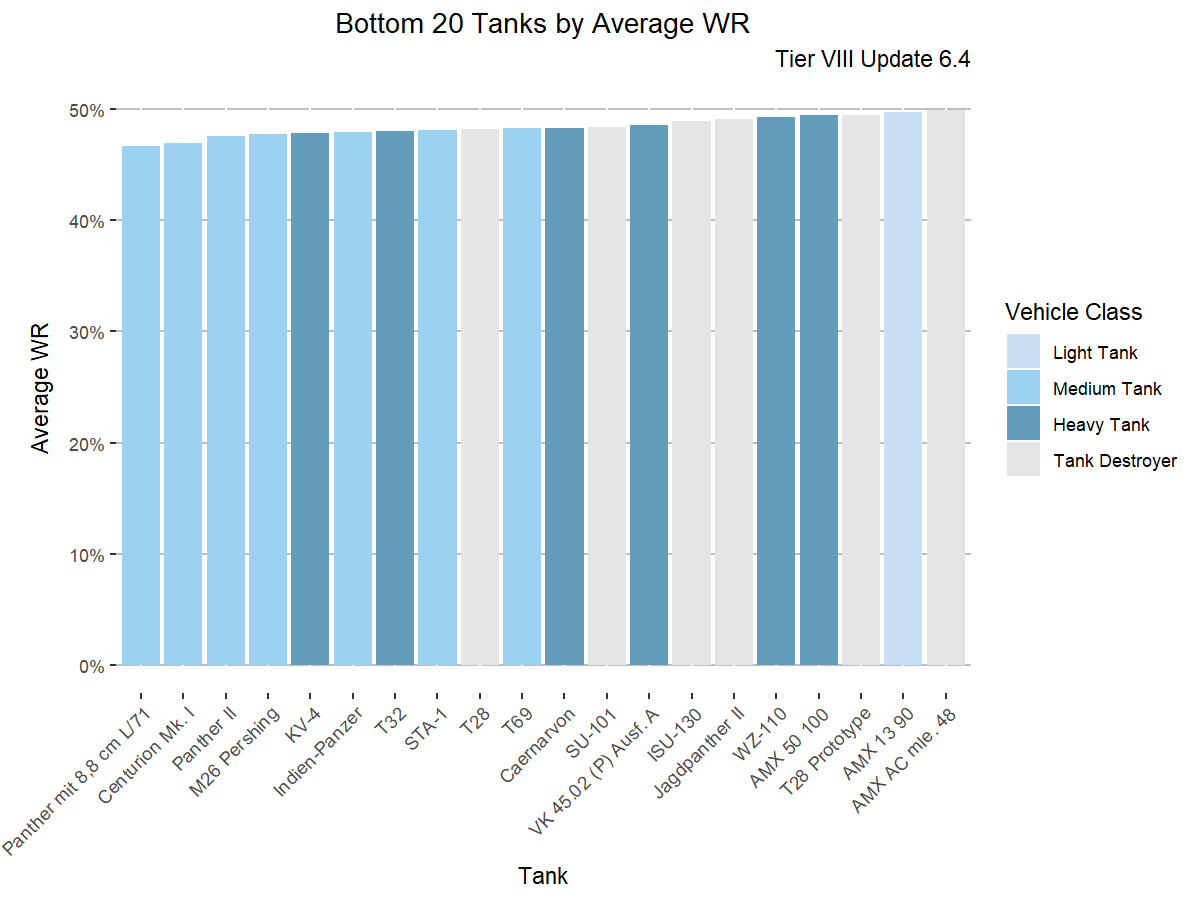 Bottom 20 Tanks by Average WR
Tier VIII Update 6.4
50%
40%
30%
20%
10%
0%
Average WR
Panther mit 8,8 cm L/71
Centurion Mk. I
Panther II
M26 Pershing
KV-4
Indien-Panzer
T32
STA-1
T28
T69
Caernarvon
SU-101
VK 45.02 (P) Ausf. A
ISU-130
Jagdpanther II
WZ-110
AMX 50 100
T28 Prototype
AMX 13 90
AMX AC mle. 48
Tank
Vehicle Class
Light Tank
Medium Tank
Heavy Tank
Tank Destroyer